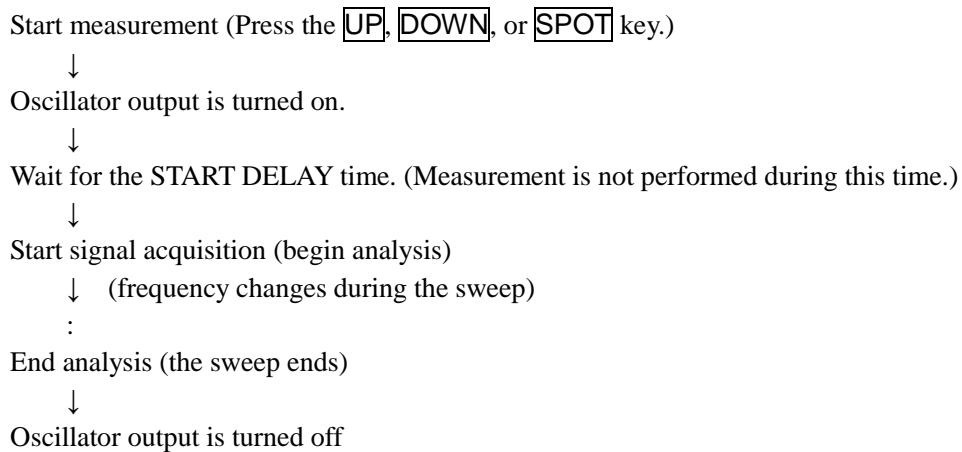 Start measurement (Press the UP, DOWN, or SPOT key.)
↓
Oscillator output is turned on.
↓
Wait for the START DELAY time. (Measurement is not performed during this time.)
↓
Start signal acquisition (begin analysis)
↓ (frequency changes during the sweep)
:
End analysis (the sweep ends)
↓
Oscillator output is turned off